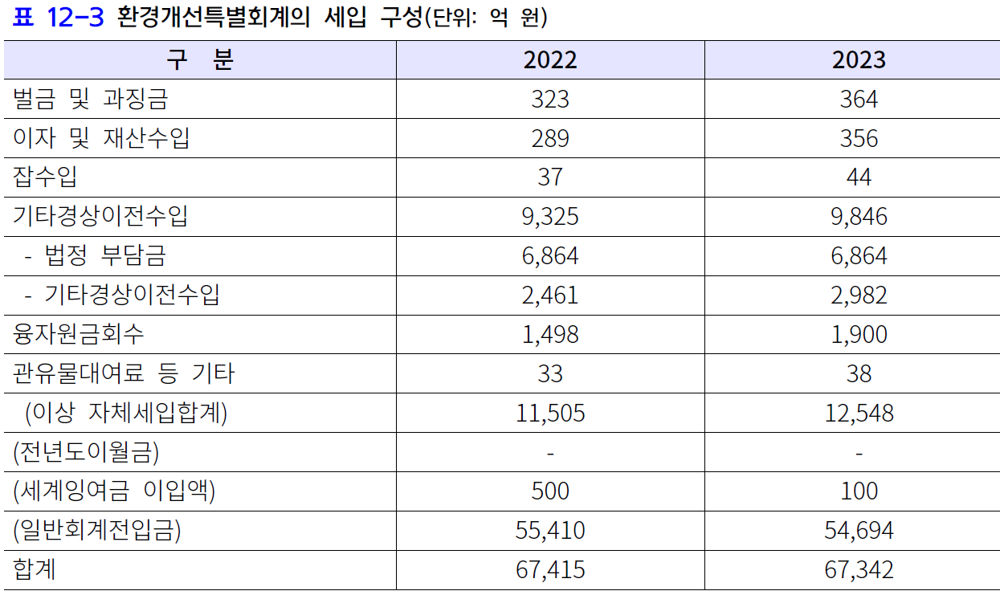 표 12-3 환경개선특별회계의 세입 구성(단위: 억 원)
구 분 2022 2023
벌금 및 과징금 323 364
이자 및 재산수입 289 356
잡수입 37 44
기타경상이전수입 9,325 9,846
- 법정 부담금 6,864 6,864
- 기타경상이전수입 2,461 2,982
융자원금회수 1,498 1,900
관유물대여료 등 기타 33 38
(이상 자체세입합계) 11,505 12,548
(전년도이월금) - -
(세계잉여금 이입액) 500 100
(일반회계전입금) 55,410 54,694
합계 67,415 67,342